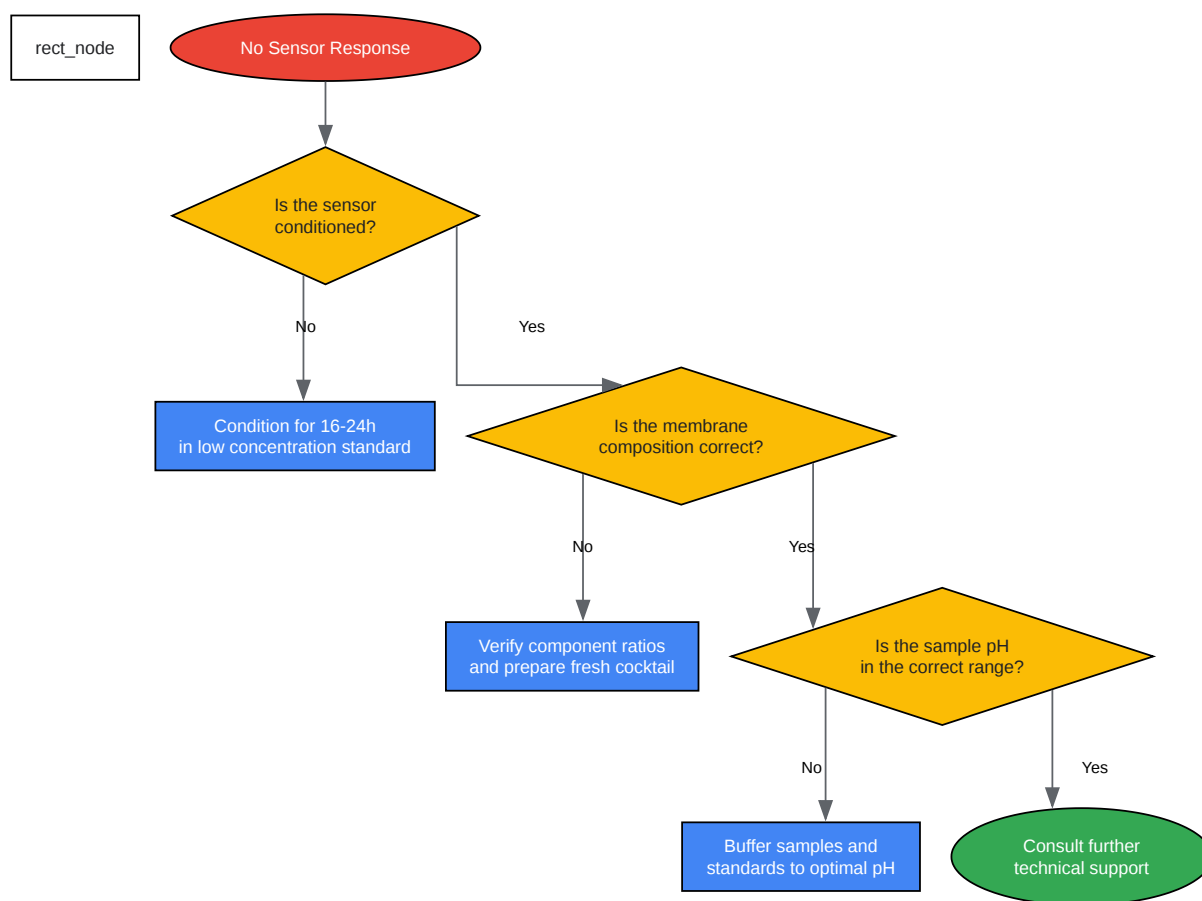 rect_node
No Sensor Response
Is the sensor
conditioned?
No
Yes
Condition for 16-24h
in low concentration standard
Is the membrane
composition correct?
No
Yes
Verify component ratios
and prepare fresh cocktail
Is the sample pH
in the correct range?
No
Yes
Buffer samples and
standards to optimal pH
Consult further
technical support